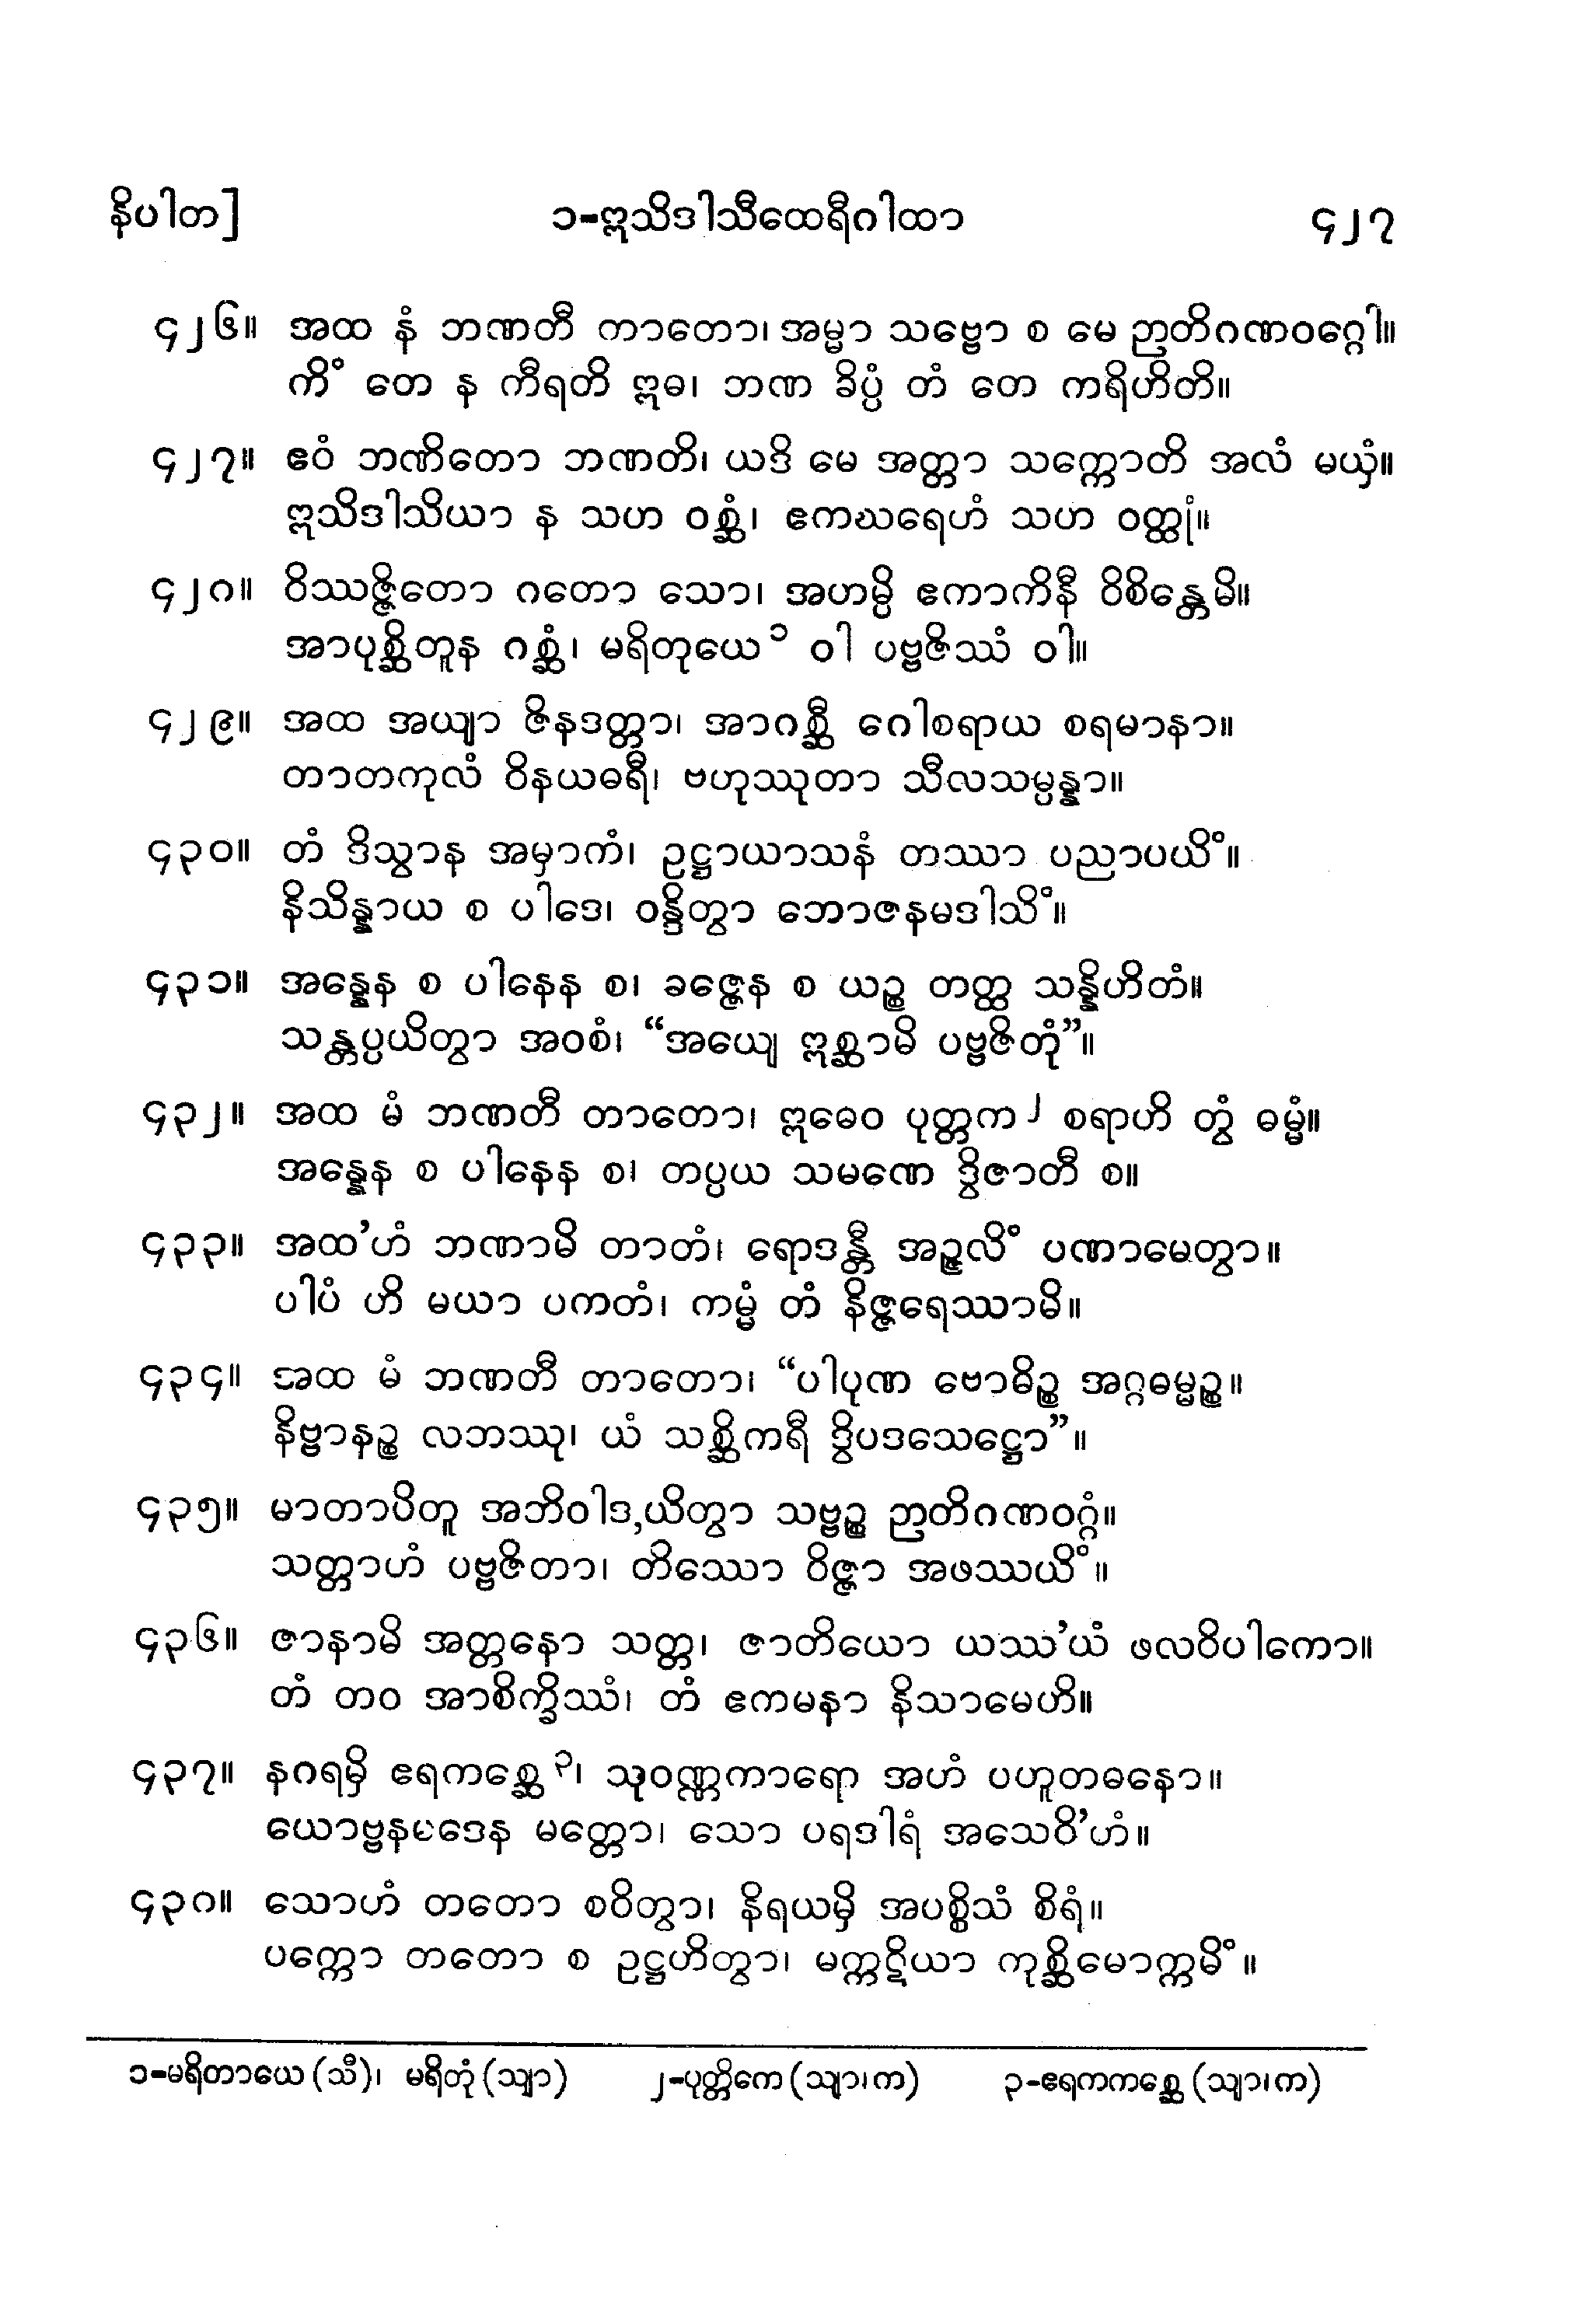 နိပါတ]
၁-ဣသိဒါသီထေရီဂါထာ
၄၂၇
၄၂၆။ အထ နံ ဘဏတီ ကာတော၊ အမ္မာ သဗ္ဗော စ မေ ဉာတိဂဏဝဂ္ဂေါ။
ကိံ တေ န ကီရတိ ဣဓ၊ ဘဏ ခိပ္ပံ တံ တေ ကရိဟိတိ။
၄၂၇။ ဧဝံ ဘဏိတော ဘဏတိ၊ ယဒိ မေ အတ္တာ သက္ကောတိ အလံ မယှံ။
ဣသိဒါသိယာ န သဟ ဝစ္ဆံ၊ ဧကဃရေဟံ သဟ ဝတ္ထုံ။
၄၂၈။ ဝိဿဇ္ဇိတော ဂတော သော၊ အဟမ္ပိ ဧကာကိနီ ဝိစိန္တေမိ။
အာပုစ္ဆိတူန ဂစ္ဆံ၊ မရိတုယေ ၁ ဝါ ပဗ္ဗဇိဿံ ဝါ။
၄၂၉။ အထ အယျာ ဇိနဒတ္တာ၊ အာဂစ္ဆီ ဂေါစရာယ စရမာနာ။
တာတကုလံ ဝိနယဓရီ၊ ဗဟုဿုတာ သီလသမ္ပန္နာ။
၄၃၀။ တံ ဒိသွာန အမှာကံ၊ ဥဋ္ဌာယာသနံ တဿာ ပညာပယိံ။
နိသိန္နာယ စ ပါဒေ၊ ဝန္ဒိတွာ ဘောဇနမဒါသိံ။
၄၃၁။ အန္နေန စ ပါနေန စ၊ ခဇ္ဇေန စ ယဉ္စ တတ္ထ သန္နိဟိတံ။
သန္တပ္ပယိတွာ အဝစံ၊ “အယျေ ဣစ္ဆာမိ ပဗ္ဗဇိတုံ”။
၄၃၂။ အထ မံ ဘဏတီ တာတော၊ ဣဓေဝ ပုတ္တက ၂ စရာဟိ တွံ ဓမ္မံ။
အန္နေန စ ပါနေန စ၊ တပ္ပယ သမဏေ ဒွိဇာတီ စ။
၄၃၃။ အထ’ဟံ ဘဏာမိ တာတံ၊ ရောဒန္တီ အဉ္ဇလိံ ပဏာမေတွာ။
ပါပံ ဟိ မယာ ပကတံ၊ ကမ္မံ တံ နိဇ္ဇရေဿာမိ။
၄၃၄။ အထ မံ ဘဏတီ တာတော၊ “ပါပုဏ ဗောဓိဉ္စ အဂ္ဂဓမ္မဉ္စ။
နိဗ္ဗာနဉ္စ လဘဿု၊ ယံ သစ္ဆိကရီ ဒွိပဒသေဋ္ဌော”။
၄၃၅။ မာတာပိတူ အဘိဝါဒ,ယိတွာ သဗ္ဗဉ္စ ဉာတိဂဏဝဂ္ဂံ။
သတ္တာဟံ ပဗ္ဗဇိတာ၊ တိဿော ဝိဇ္ဇာ အဖဿယိံ။
၄၃၆။ ဇာနာမိ အတ္တနော သတ္တ၊ ဇာတိယော ယဿ’ယံ ဖလဝိပါကော။
တံ တဝ အာစိက္ခိဿံ၊ တံ ဧကမနာ နိသာမေဟိ။
၄၃၇။ နဂရမှိ ဧရကစ္ဆေ ၃၊ သုဝဏ္ဏကာရော အဟံ ပဟူတဓနော။
ယောဗ္ဗနမဒေန မတ္တော၊ သော ပရဒါရံ အသေဝိ’ဟံ။
၄၃၈။ သောဟံ တတော စဝိတွာ၊ နိရယမှိ အပစ္စိသံ စိရံ။
ပက္ကော တတော စ ဥဋ္ဌဟိတွာ၊ မက္ကဋိယာ ကုစ္ဆိမောက္ကမိံ။
၁-မရိတာယေ (သီ)၊ မရိတုံ (သျာ) ၂-ပုတ္တိကေ (သျာ၊က) ၃-ဧရကကစ္ဆေ (သျာ၊က)